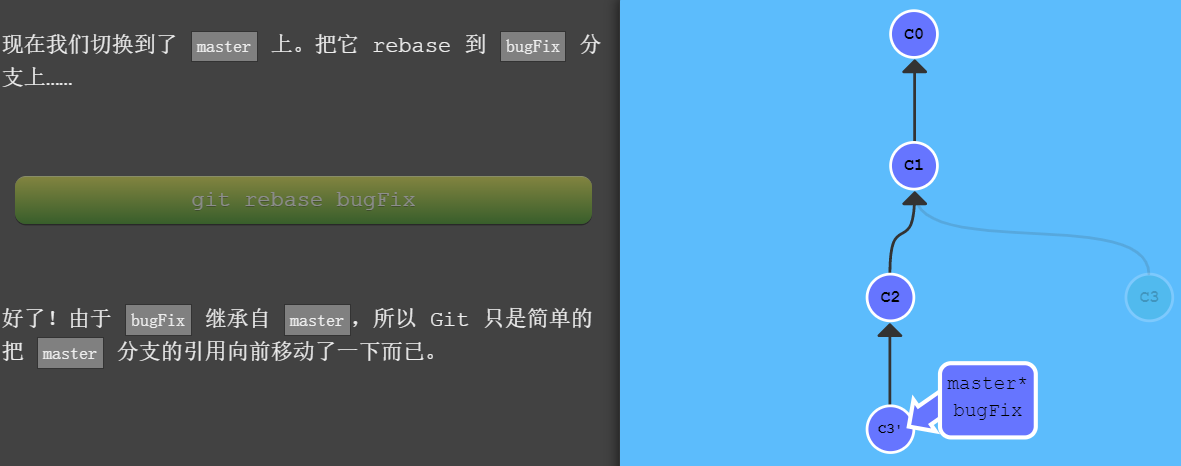 现在我们切换到了 master 上。把它 rebase 到 bugFix 分
支上……
git rebase bugFix
好了！由于 bugFix 继承自 master，所以 Git 只是简单的
把 master 分支的引用向前移动了一下而已。
C0
C1
C2
C3
C3'
master*
bugFix